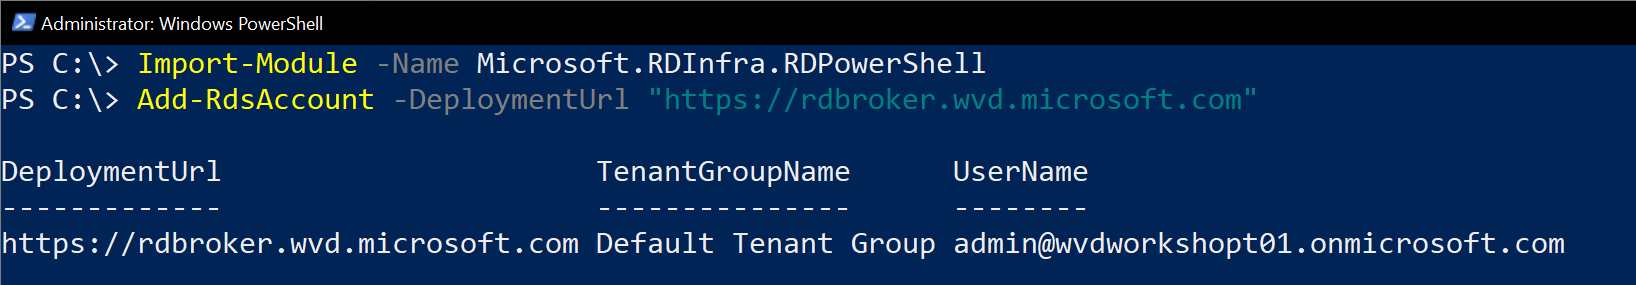 Administrator: Windows PowerShell
PS C:\> Import-Module -Name Microsoft.RDInfra.RDPowerShell
PS C:\> Add-RdsAccount -DeploymentUrl "https://rdbroker.wvd.microsoft.com"
DeploymentUrl TenantGroupName UserName
------------- --------------- --------
https://rdbroker.wvd.microsoft.com Default Tenant Group admin@wvdworkshopt01.onmicrosoft.com